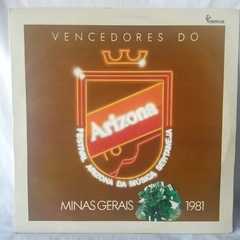 VENCEDORES DO
Arizona
FESTIVAL ARIZONA DA MÚSICA SERTANEJA
MINAS GERAIS 1981